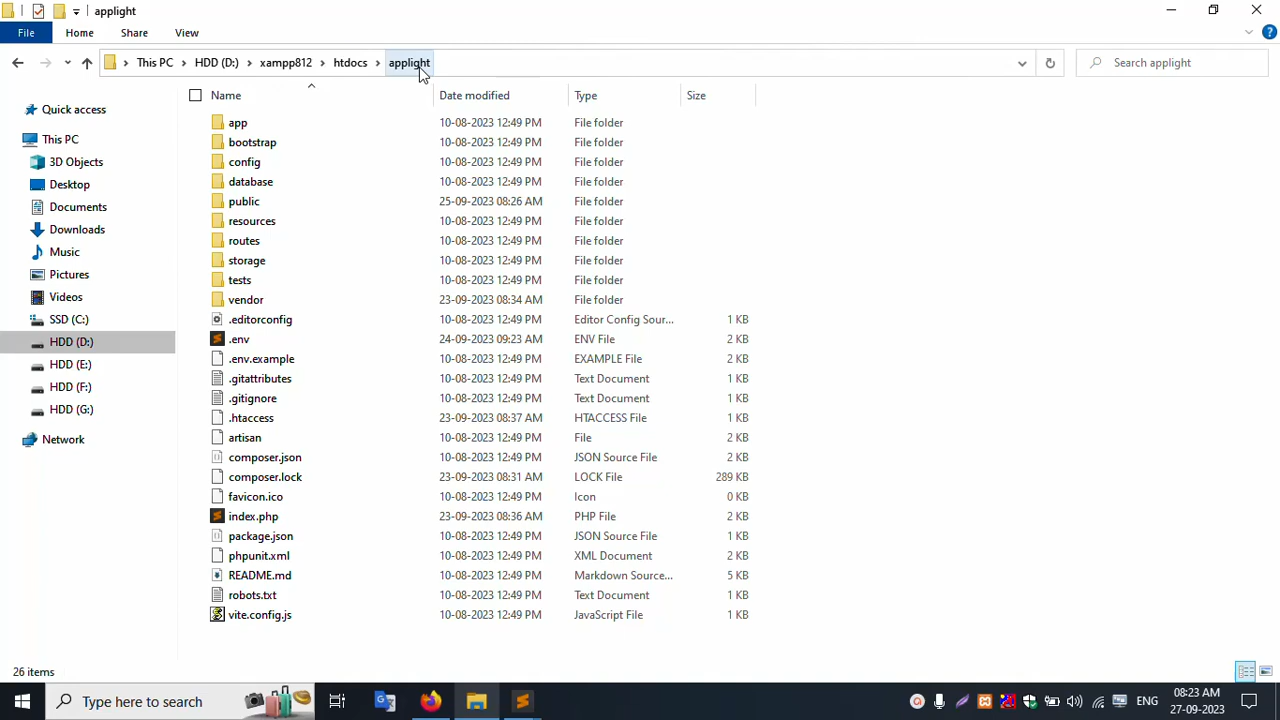 applight
File Home Share View
This PC HDD (D:) xampp812 htdocs applight Search applight
Name Date modified Type Size
Quick access
This PC
3D Objects
Desktop
Documents
Downloads
Music
Pictures
Videos
SSD (C:)
HDD (D:)
HDD (E:)
HDD (F:)
HDD (G:)
Network
app 10-08-2023 12:49 PM File folder
bootstrap 10-08-2023 12:49 PM File folder
config 10-08-2023 12:49 PM File folder
database 10-08-2023 12:49 PM File folder
public 25-09-2023 08:26 AM File folder
resources 10-08-2023 12:49 PM File folder
routes 10-08-2023 12:49 PM File folder
storage 10-08-2023 12:49 PM File folder
tests 10-08-2023 12:49 PM File folder
vendor 23-09-2023 08:34 AM File folder
.editorconfig 10-08-2023 12:49 PM Editor Config Sour... 1 KB
.env 24-09-2023 09:23 AM ENV File 2 KB
.env.example 10-08-2023 12:49 PM EXAMPLE File 2 KB
.gitattributes 10-08-2023 12:49 PM Text Document 1 KB
.gitignore 10-08-2023 12:49 PM Text Document 1 KB
.htaccess 23-09-2023 08:37 AM HTACCESS File 1 KB
artisan 10-08-2023 12:49 PM File 2 KB
composer.json 10-08-2023 12:49 PM JSON Source File 2 KB
composer.lock 23-09-2023 08:31 AM LOCK File 289 KB
favicon.ico 10-08-2023 12:49 PM Icon 0 KB
index.php 23-09-2023 08:36 AM PHP File 2 KB
package.json 10-08-2023 12:49 PM JSON Source File 1 KB
phpunit.xml 10-08-2023 12:49 PM XML Document 2 KB
README.md 10-08-2023 12:49 PM Markdown Source... 5 KB
robots.txt 10-08-2023 12:49 PM Text Document 1 KB
vite.config.js 10-08-2023 12:49 PM JavaScript File 1 KB
26 items
Type here to search
ENG
08:23 AM
27-09-2023